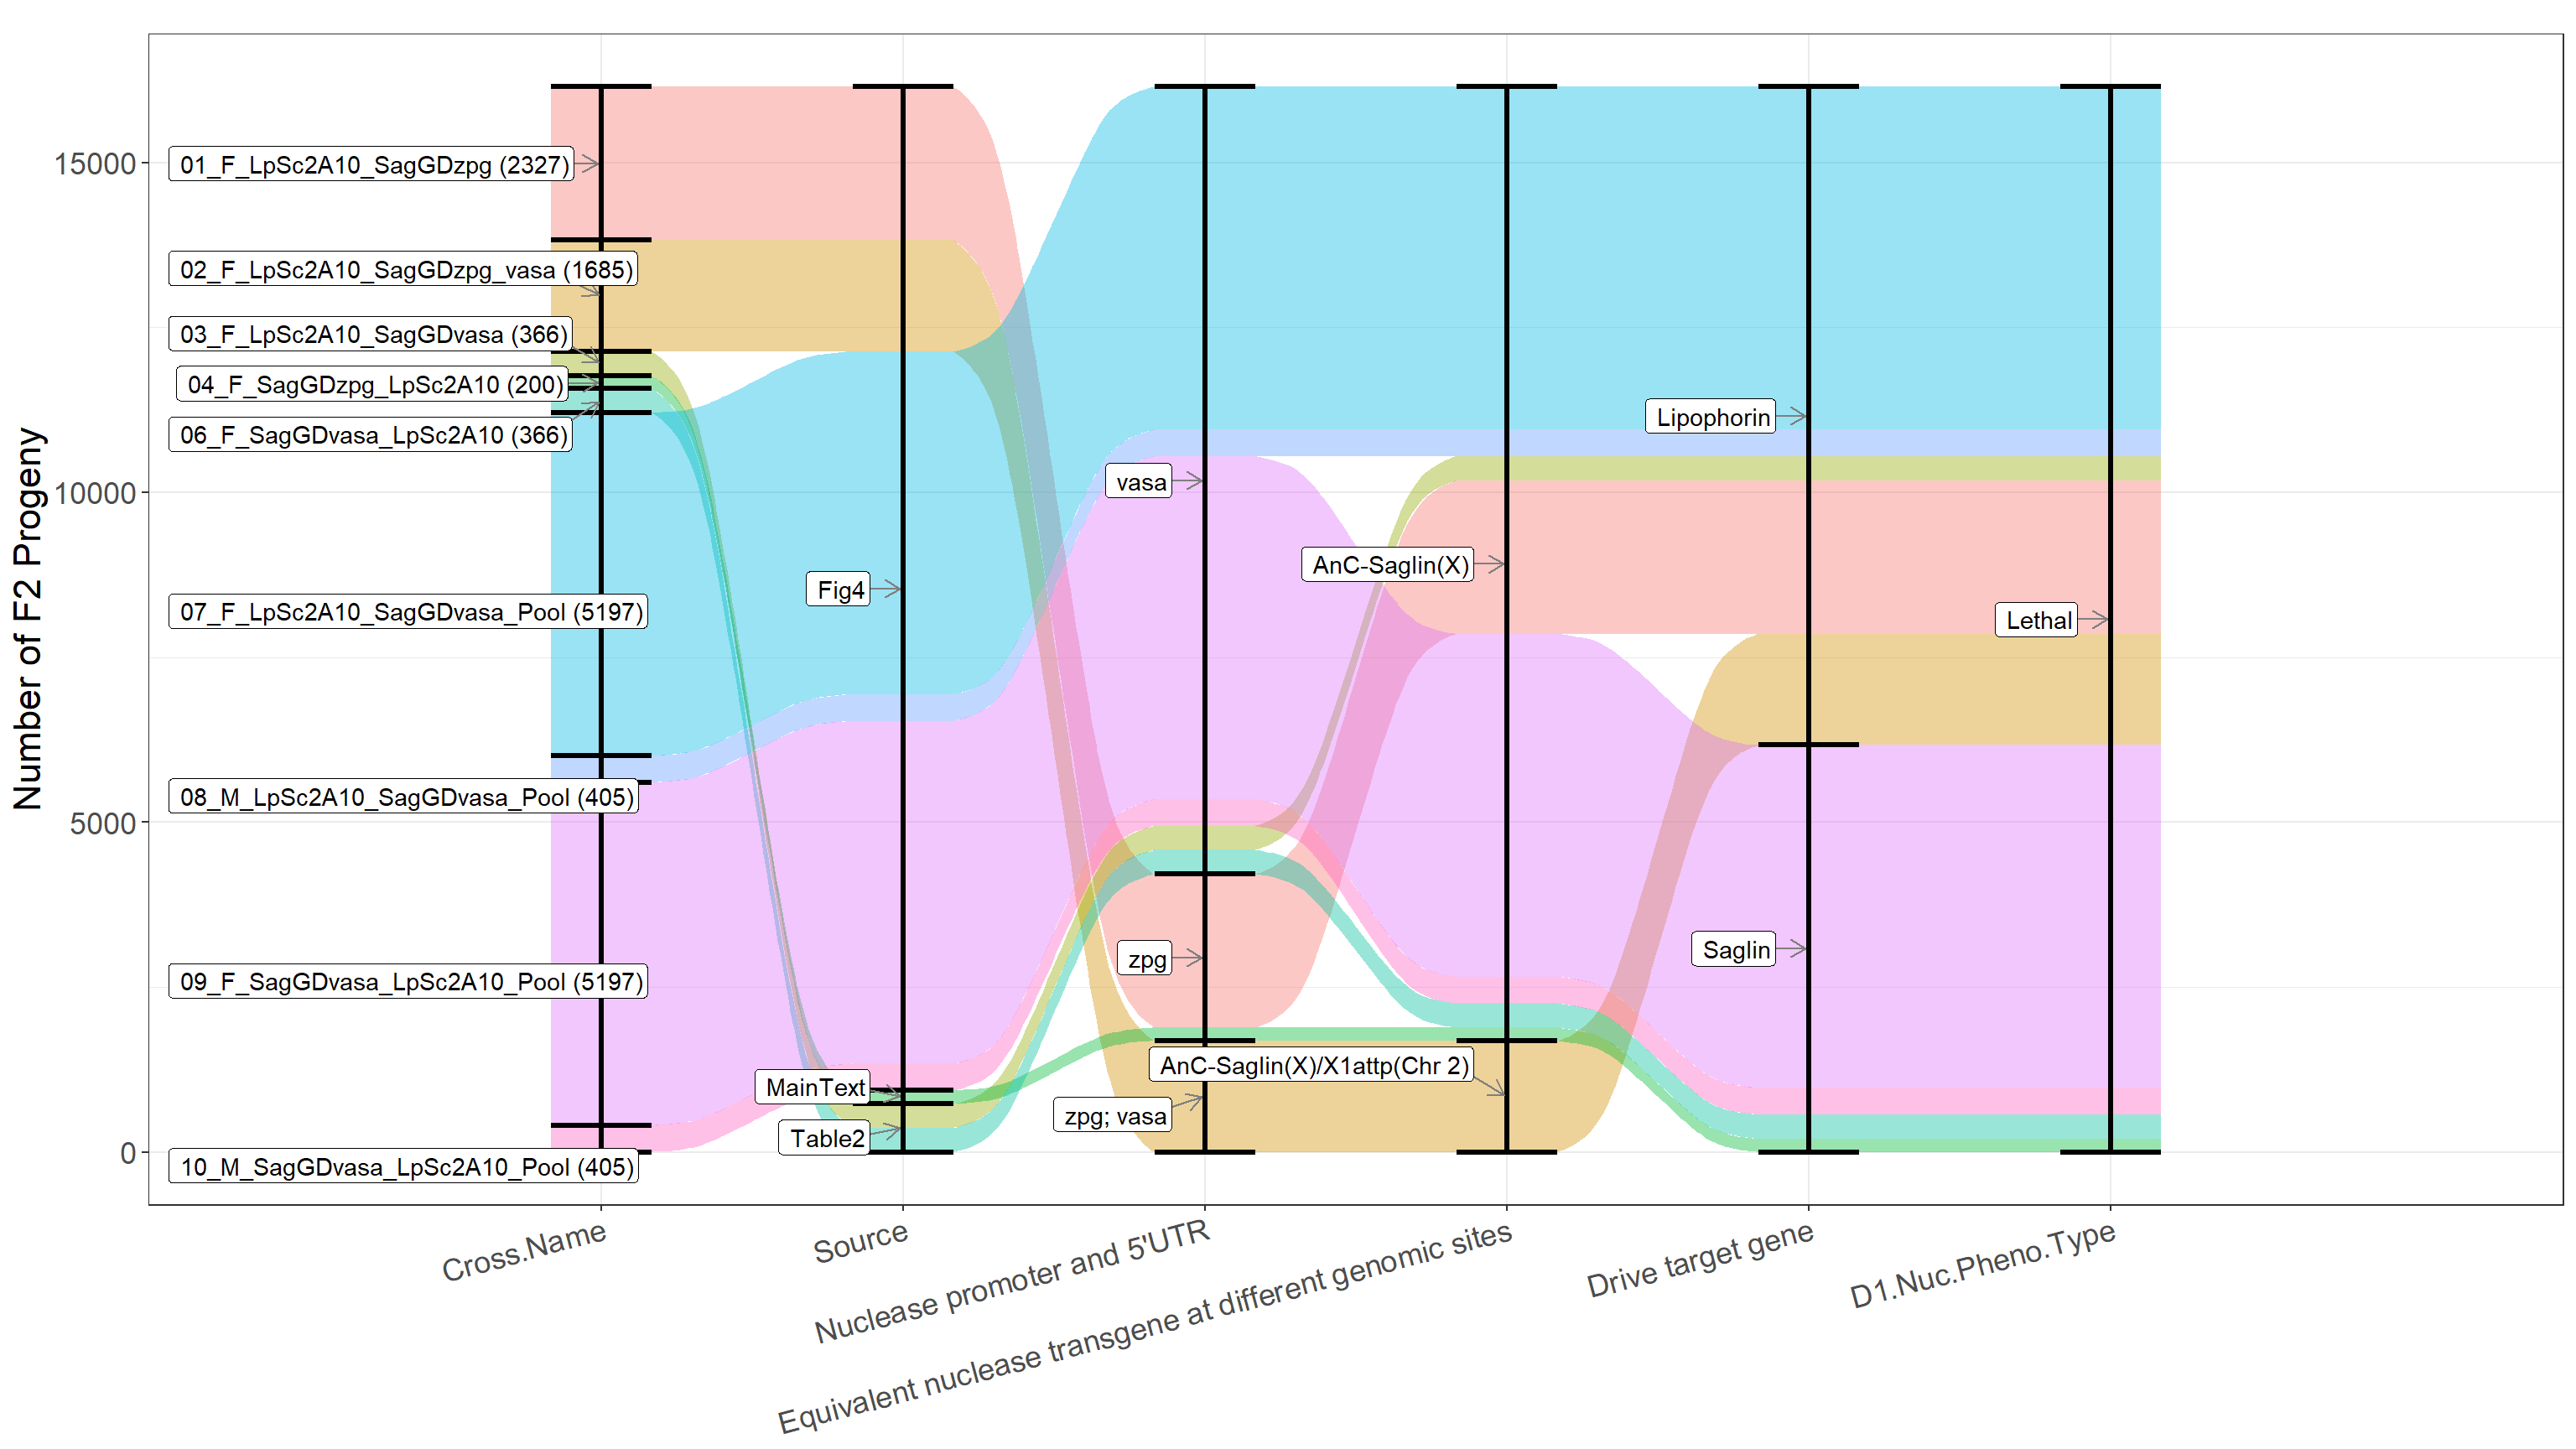 Number of F2 Progeny
15000
10000
5000
0
01_F_LpSc2A10_SagGDzpg (2327)
02_F_LpSc2A10_SagGDzpg_vasa (1685)
03_F_LpSc2A10_SagGDvasa (366)
04_F_SagGDzpg_LpSc2A10 (200)
06_F_SagGDvasa_LpSc2A10 (366)
07_F_LpSc2A10_SagGDvasa_Pool (5197)
08_M_LpSc2A10_SagGDvasa_Pool (405)
09_F_SagGDvasa_LpSc2A10_Pool (5197)
10_M_SagGDvasa_LpSc2A10_Pool (405)
Fig4
MainText
Table2
vasa
zpg
zpg; vasa
AnC-Saglin(X)
AnC-Saglin(X)/X1attp(Chr 2)
Lipophorin
Saglin
Lethal
Cross.Name
Source
Nuclease promoter and 5'UTR
Equivalent nuclease transgene at different genomic sites
Drive target gene
D1.Nuc.Pheno.Type